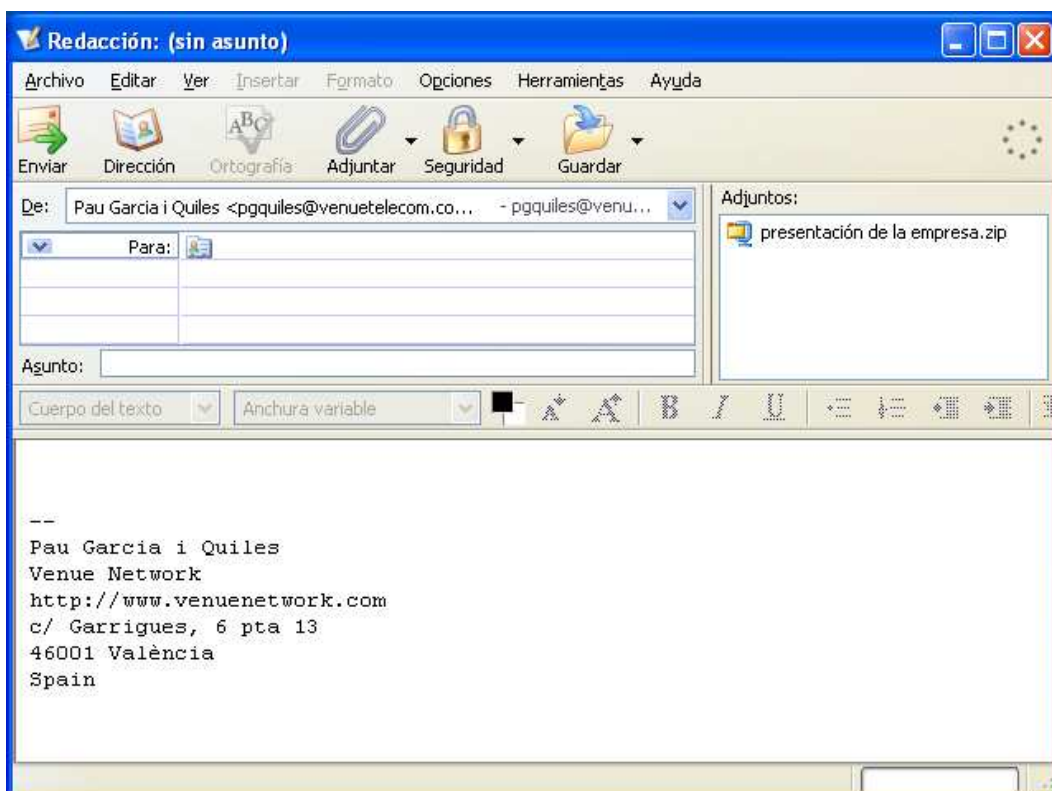 Redacción: (sin asunto)
Archivo Editar Ver Insertar Formato Opciones Herramientas Ayuda
ABC
Enviar Dirección Ortografía Adjuntar Seguridad Guardar
De: Pau Garcia i Quiles <pgquiles@venuetelecom.co... - pgquiles@venu...
Adjuntos:
Para:
presentación de la empresa.zip
Asunto:
Cuerpo del texto Anchura variable A A B I U
--
Pau Garcia i Quiles
Venue Network
http://www.venuenetwork.com
c/ Garrigues, 6 pta 13
46001 València
Spain